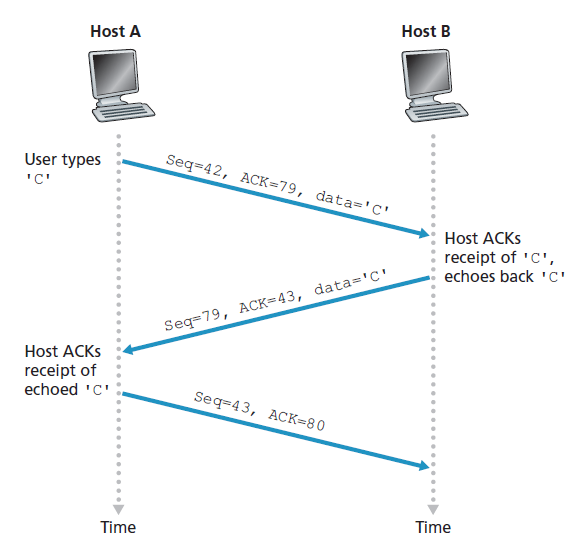 Host A
Host B
User types
'C'
Seq=42, ACK=79, data='C'
Host ACKs
receipt of 'C',
echoes back 'C'
Seq=79, ACK=43, data='C'
Host ACKs
receipt of
echoed 'C'
Seq=43, ACK=80
Time
Time